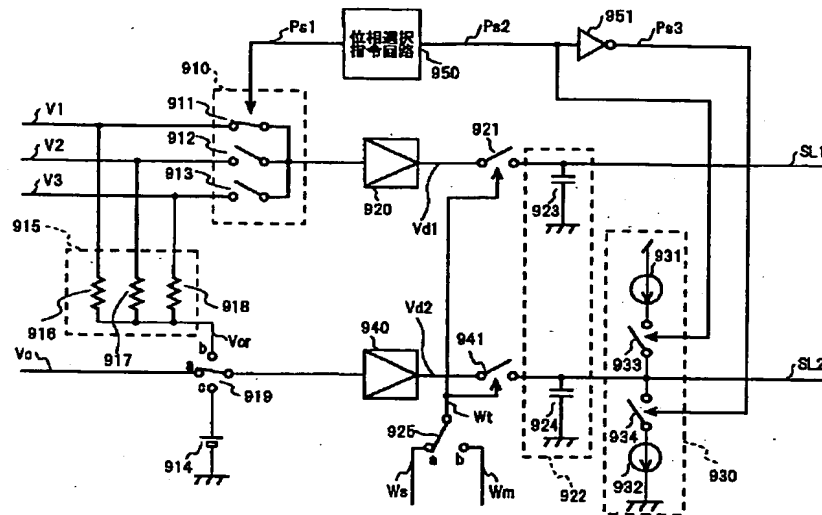 Ps1
位相選択
指令回路
950
Ps2
951
Ps3
910
911
912
913
V1
V2
V3
920
Vd1
921
923
SL1
915
916
917
918
Vcr
Vc
a
b
c
919
914
940
Vd2
941
924
SL2
925
a
b
Wt
Ws
Wm
922
931
933
934
932
930